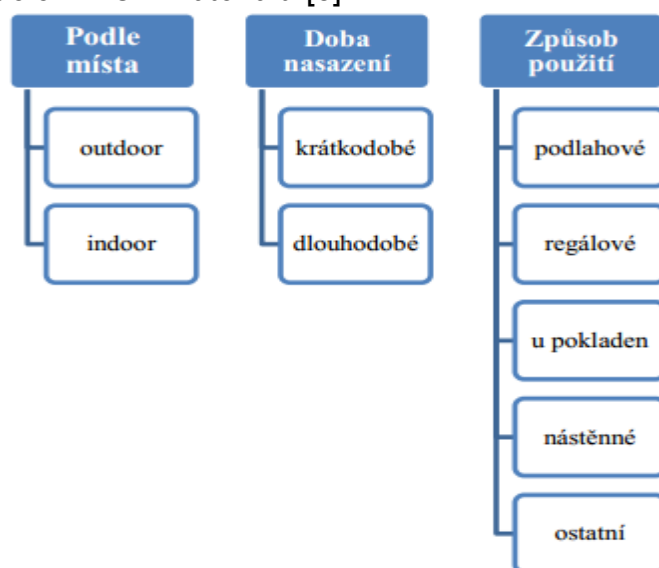 Podle
místa
outdoor
indoor
Doba
nasazení
krátkodobé
dlouhodobé
Způsob
použití
podlahové
regálové
u pokladen
nástěnné
ostatní